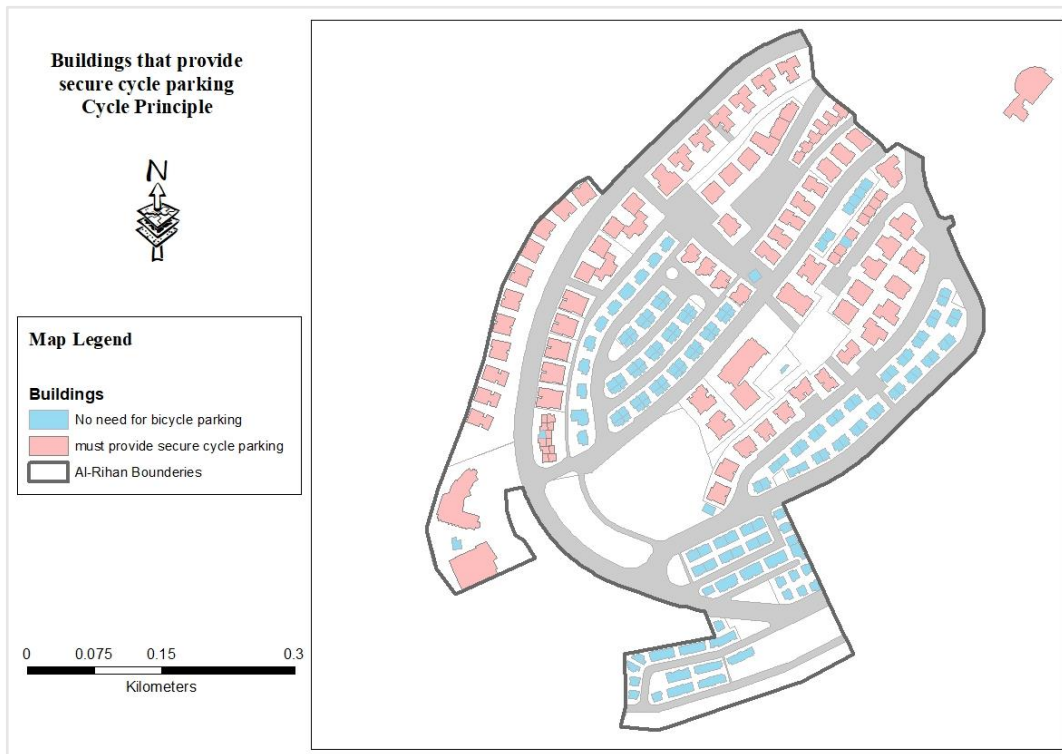 Buildings that provide
secure cycle parking
Cycle Principle
N
Map Legend
Buildings
No need for bicycle parking
must provide secure cycle parking
Al-Rihan Bounderies
0 0.075 0.15 0.3
Kilometers